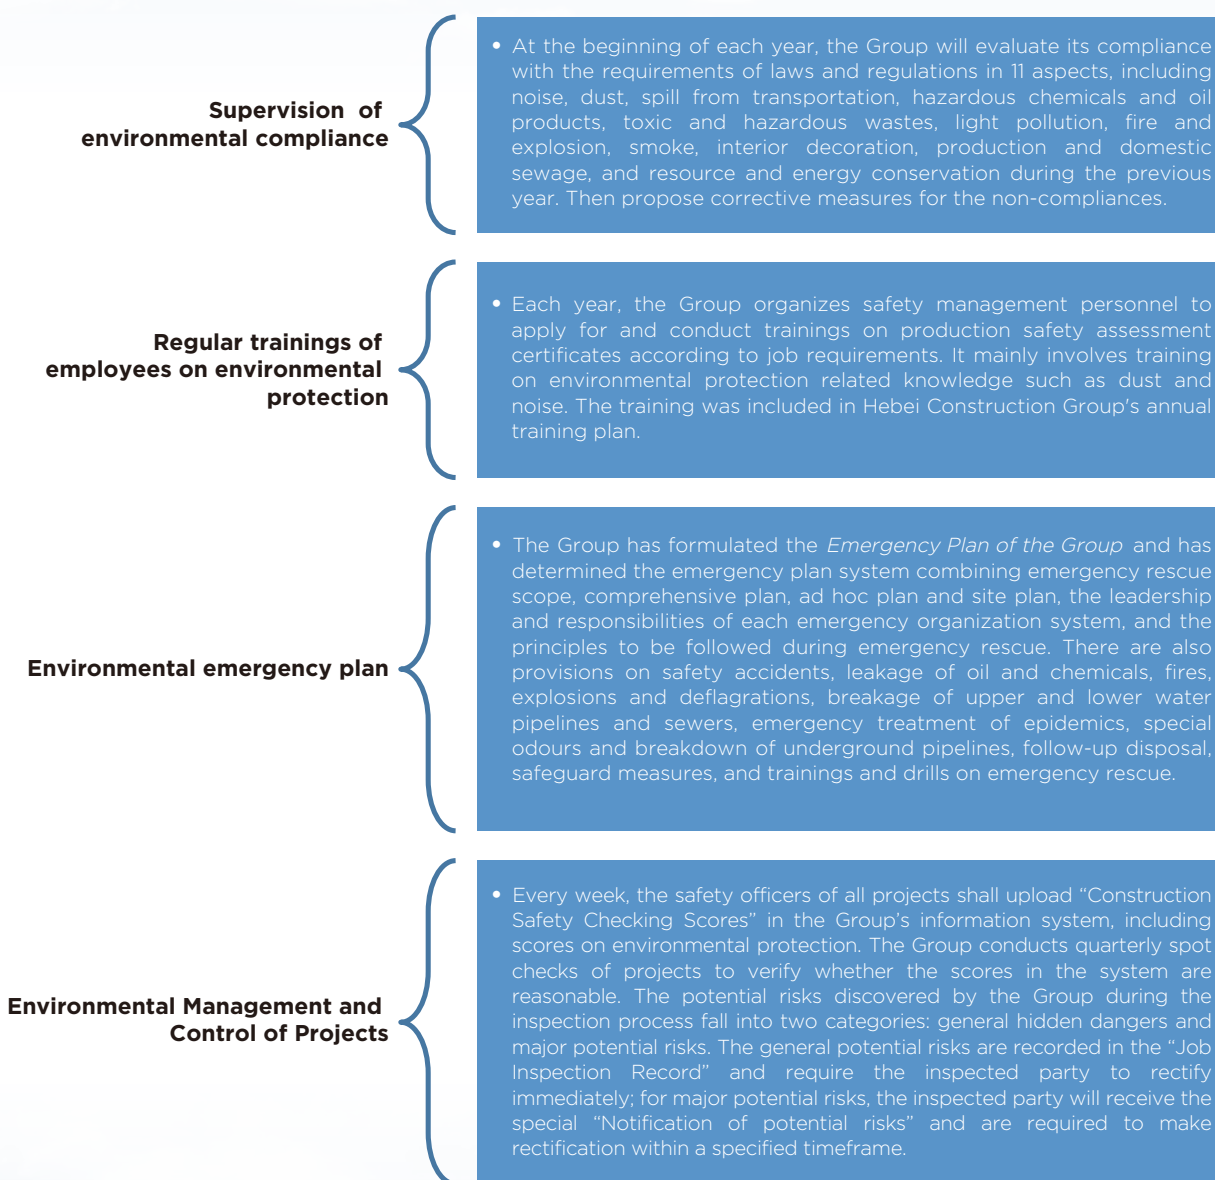 Supervision of
environmental compliance
• At the beginning of each year, the Group will evaluate its compliance
with the requirements of laws and regulations in 11 aspects, including
noise, dust, spill from transportation, hazardous chemicals and oil
products, toxic and hazardous wastes, light pollution, fire and
explosion, smoke, interior decoration, production and domestic
sewage, and resource and energy conservation during the previous
year. Then propose corrective measures for the non-compliances.
Regular trainings of
employees on environmental
protection
• Each year, the Group organizes safety management personnel to
apply for and conduct trainings on production safety assessment
certificates according to job requirements. It mainly involves training
on environmental protection related knowledge such as dust and
noise. The training was included in Hebei Construction Group's annual
training plan.
Environmental emergency plan
• The Group has formulated the Emergency Plan of the Group and has
determined the emergency plan system combining emergency rescue
scope, comprehensive plan, ad hoc plan and site plan, the leadership
and responsibilities of each emergency organization system, and the
principles to be followed during emergency rescue. There are also
provisions on safety accidents, leakage of oil and chemicals, fires,
explosions and deflagrations, breakage of upper and lower water
pipelines and sewers, emergency treatment of epidemics, special
odours and breakdown of underground pipelines, follow-up disposal,
safeguard measures, and trainings and drills on emergency rescue.
Environmental Management and
Control of Projects
• Every week, the safety officers of all projects shall upload “Construction
Safety Checking Scores” in the Group’s information system, including
scores on environmental protection. The Group conducts quarterly spot
checks of projects to verify whether the scores in the system are
reasonable. The potential risks discovered by the Group during the
inspection process fall into two categories: general hidden dangers and
major potential risks. The general potential risks are recorded in the “Job
Inspection Record” and require the inspected party to rectify
immediately; for major potential risks, the inspected party will receive the
special “Notification of potential risks” and are required to make
rectification within a specified timeframe.